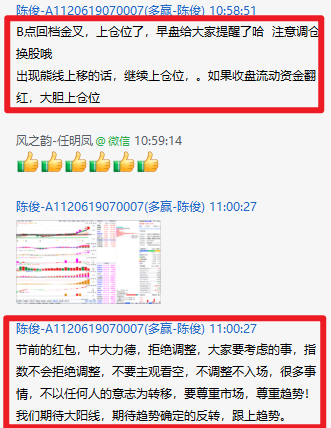 陈俊-A1120619070007(多赢-陈俊) 10:58:51
B点回档金叉，上仓位了，早盘给大家提醒了哈  注意调仓
换股哦
出现能线上移的话，继续上仓位，。如果收盘流动资金翻
红，大胆上仓位
风之韵-任明凤@微信 10:59:14
陈俊-A1120619070007(多赢-陈俊) 11:00:27
陈俊-A1120619070007(多赢-陈俊) 11:00:27
节前的红包，中大力德，拒绝调整，大家要考虑的事，指
数不会拒绝调整，不要主观看空，不调整不入场，很多事
情，不以任何人的意志为转移，要尊重市场，尊重趋势！
我们期待大阳线，期待趋势确定的反转，跟上趋势。